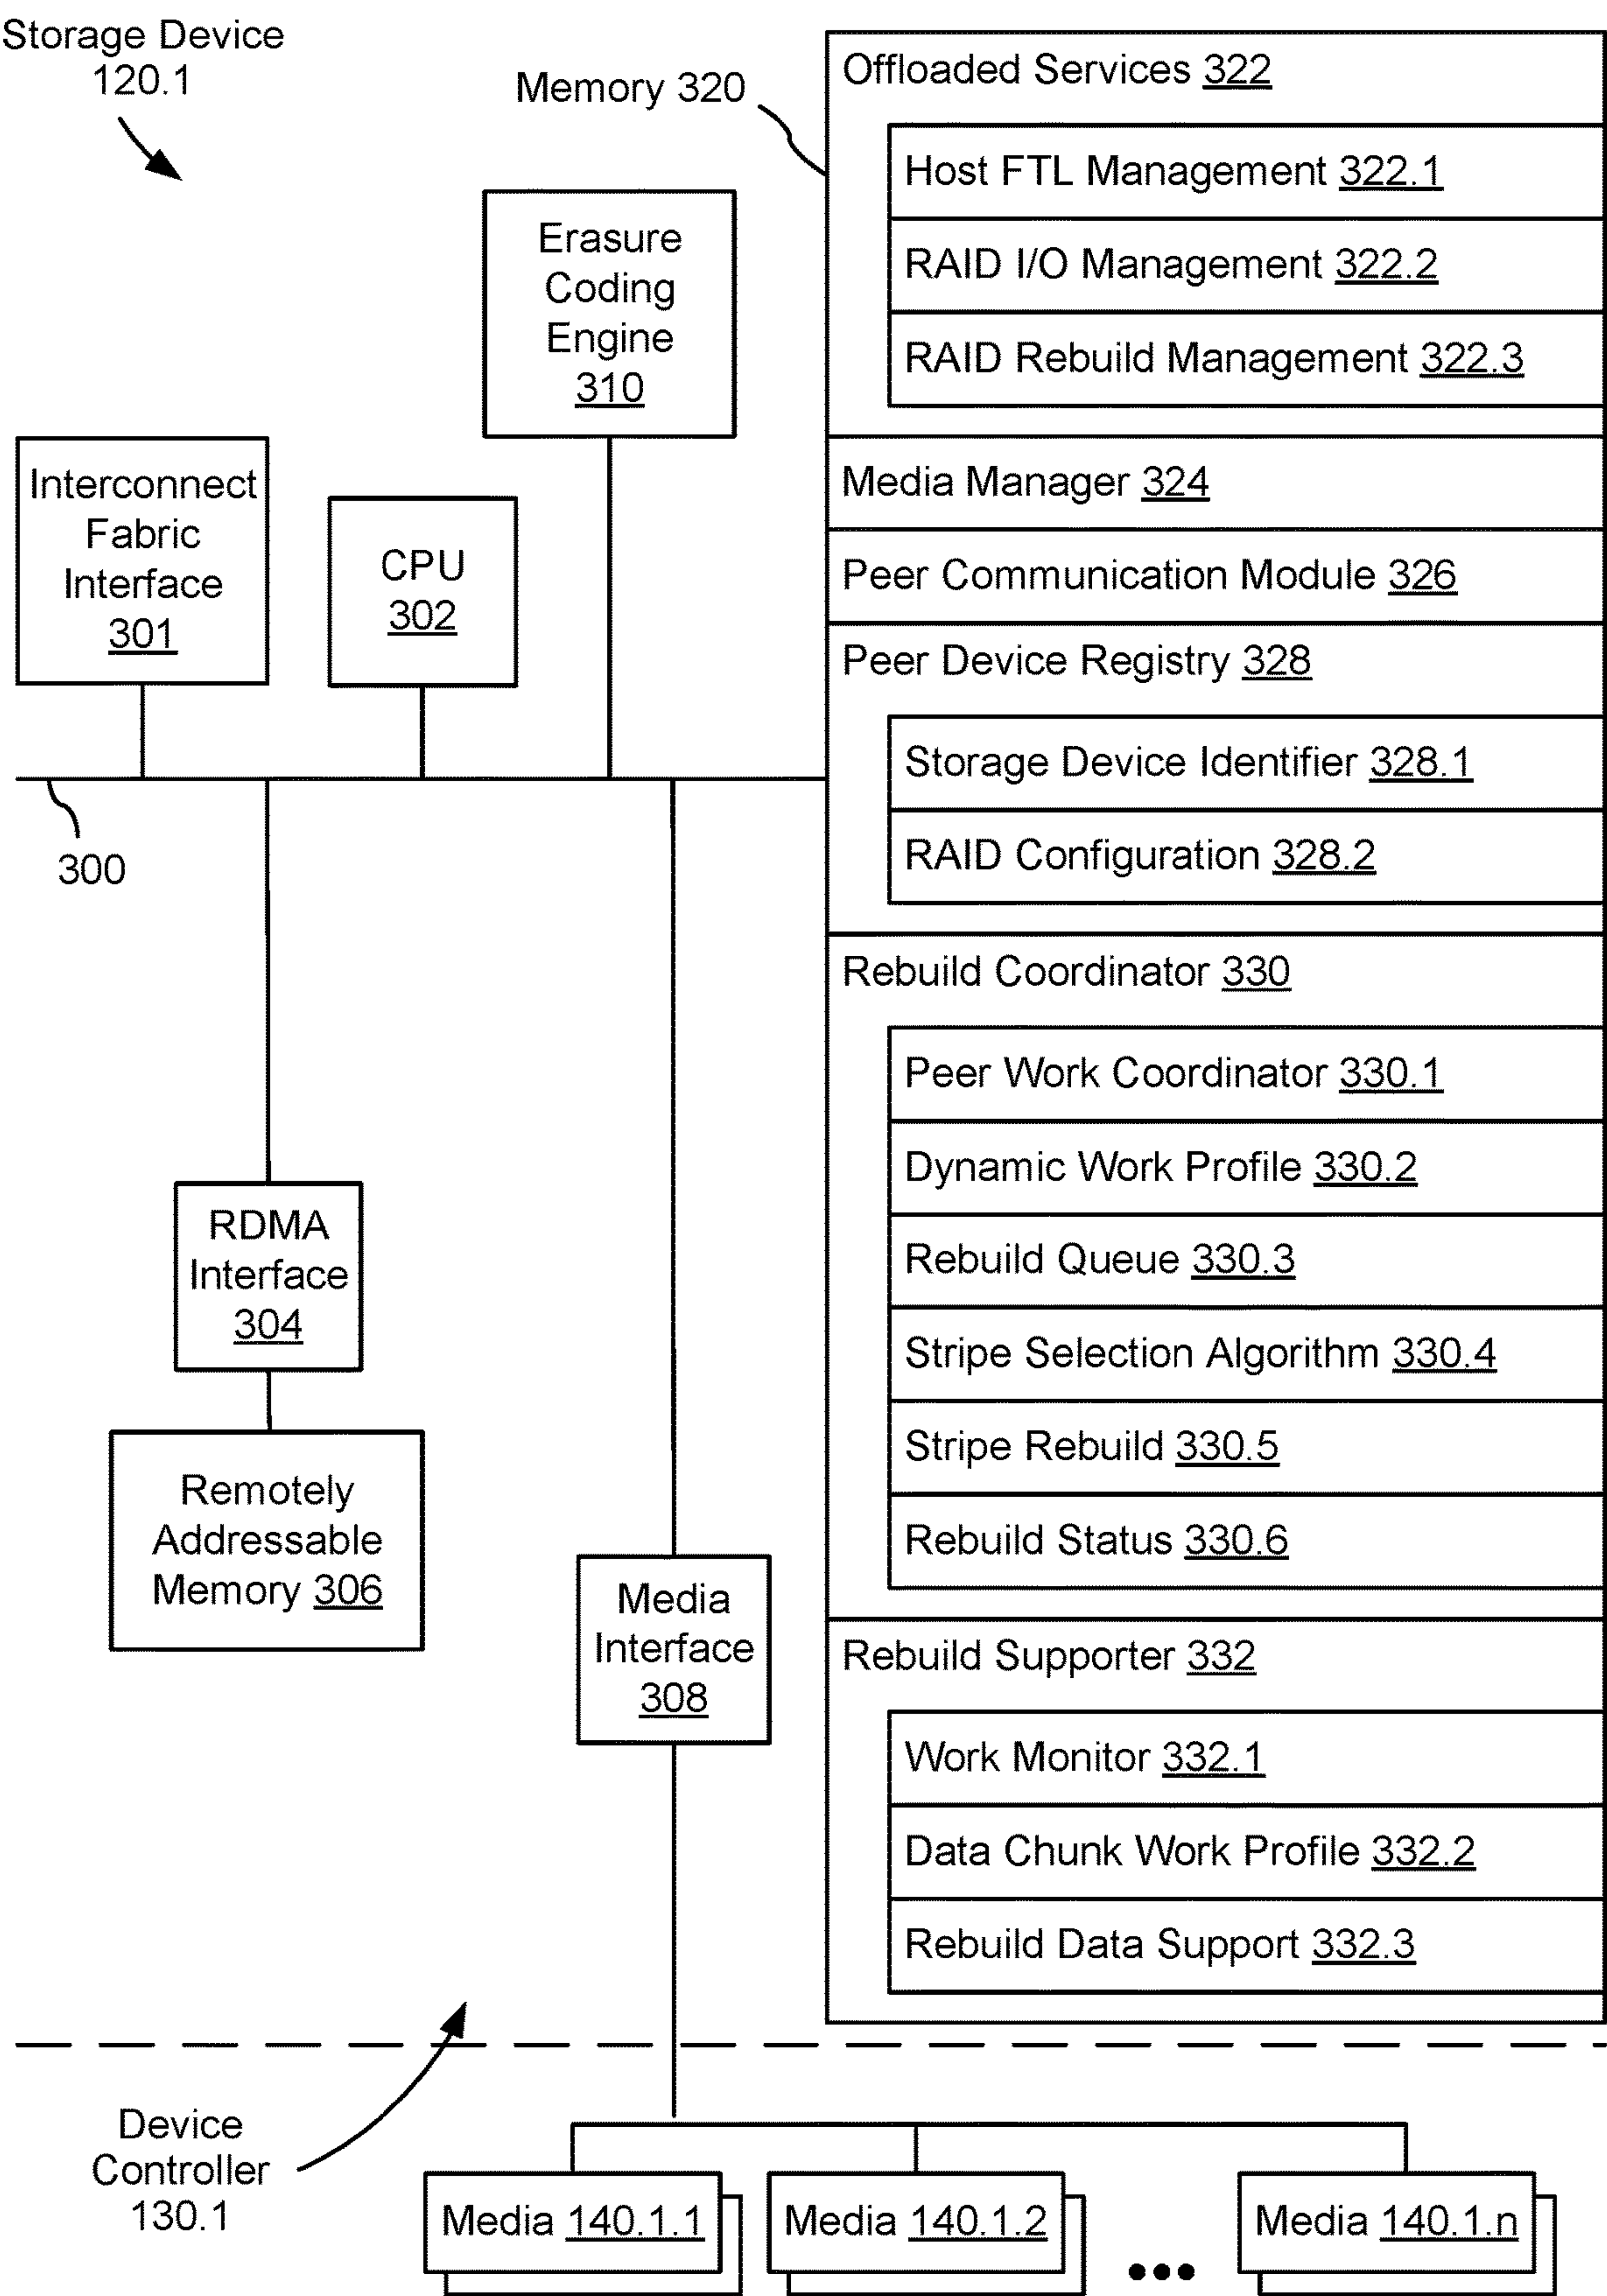 Storage Device
120.1
Memory 320
Erasure
Coding
Engine
310
Interconnect
Fabric
Interface
301
CPU
302
300
RDMA
Interface
304
Remotely
Addressable
Memory 306
Media
Interface
308
Offloaded Services 322
Host FTL Management 322.1
RAID I/O Management 322.2
RAID Rebuild Management 322.3
Media Manager 324
Peer Communication Module 326
Peer Device Registry 328
Storage Device Identifier 328.1
RAID Configuration 328.2
Rebuild Coordinator 330
Peer Work Coordinator 330.1
Dynamic Work Profile 330.2
Rebuild Queue 330.3
Stripe Selection Algorithm 330.4
Stripe Rebuild 330.5
Rebuild Status 330.6
Rebuild Supporter 332
Work Monitor 332.1
Data Chunk Work Profile 332.2
Rebuild Data Support 332.3
Device
Controller
130.1
Media 140.1.1
Media 140.1.2
Media 140.1.n